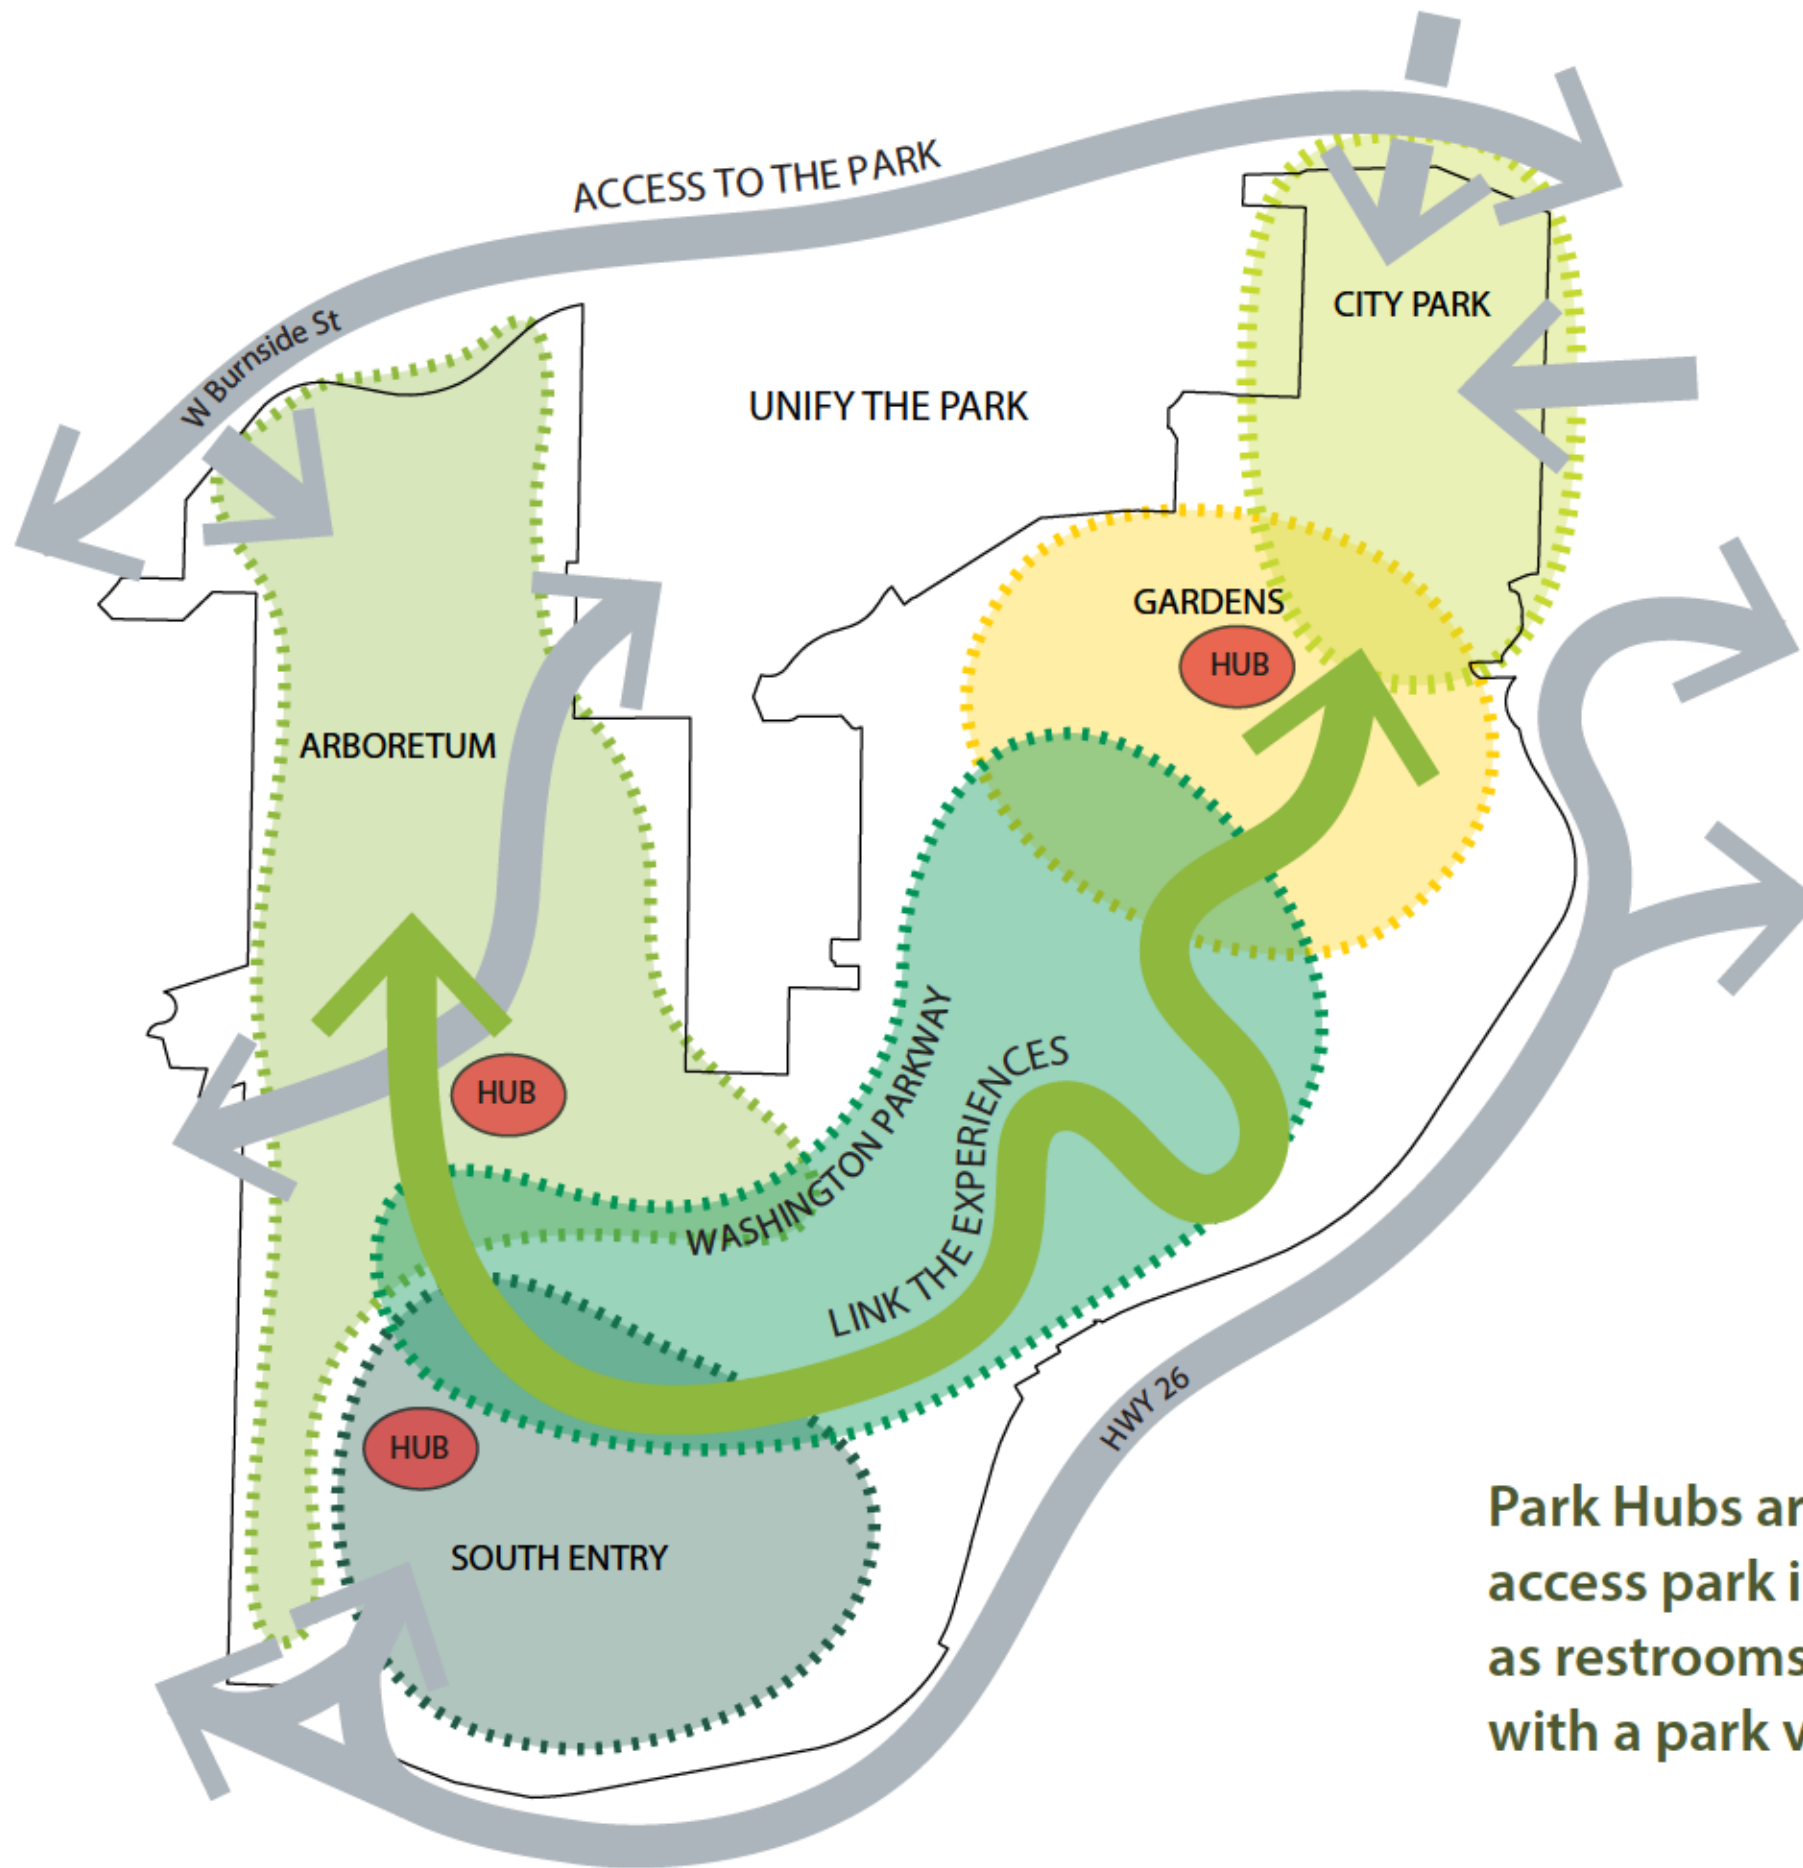 ACCESS TO THE PARK
W Burnside St
CITY PARK
UNIFY THE PARK
GARDENS
HUB
ARBORETUM
HUB
WASHINGTON PARKWAY
LINK THE EXPERIENCES
HWY 26
HUB
SOUTH ENTRY
Park Hubs
access park
as restrooms
with a park